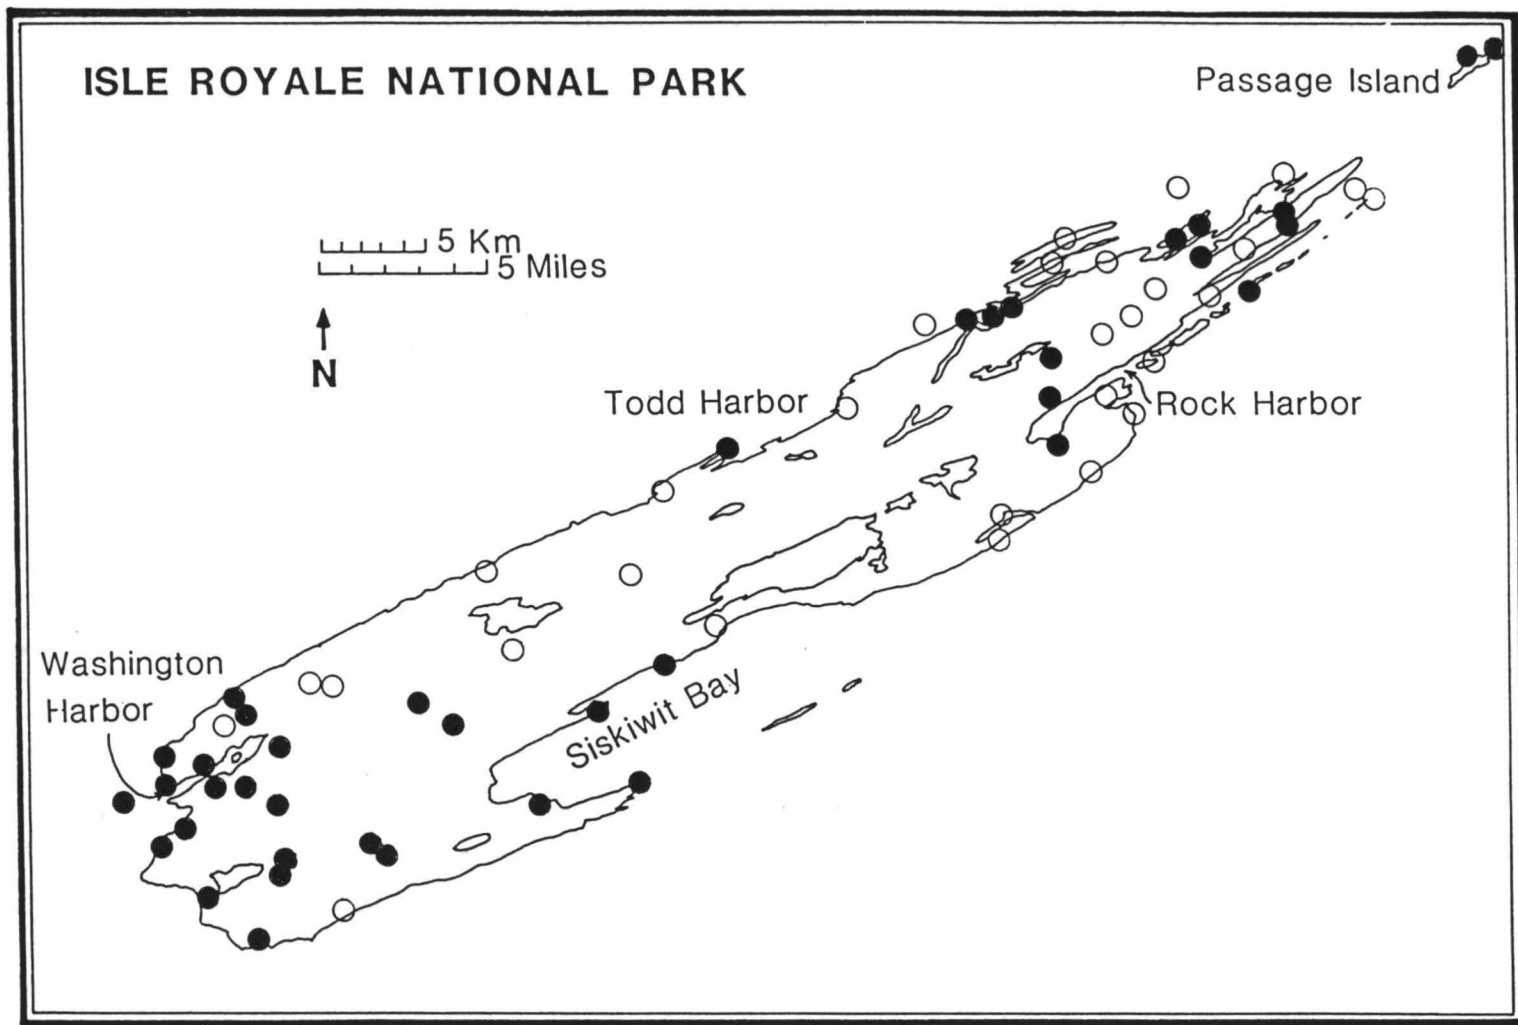 ISLE ROYALE NATIONAL PARK
Passage Island
5 Km
5 Miles
N
Todd Harbor
Rock Harbor
Washington
Harbor
Siskiwit Bay